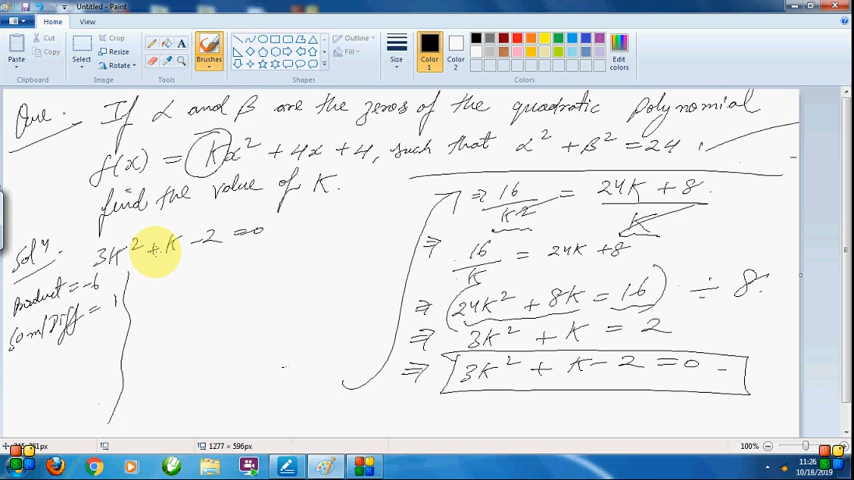 Untitled - Paint
Home View
Paste
Cut
Copy
Clipboard
Select
Crop
Resize
Rotate
Image
Tools
Brushes
Shapes
Outline
Fill
Size
Color 1
Color 2
Edit colors
Colors
Que. If α and β are the zeros of the quadratic polynomial
f(x) = Kx² + 4x + 4, such that α² + β² = 24.
find the value of K.
Solⁿ. 3K² + K - 2 = 0
Product = -6
Som/Diff = 1
⇒ 16/K² = 24K + 8/K
⇒ 16/K = 24K + 8
⇒ (24K² + 8K = 16) ÷ 8.
⇒ 3K² + K = 2
⇒ 3K² + K - 2 = 0 -
1277 × 596px
100%
11:26
10/18/2019